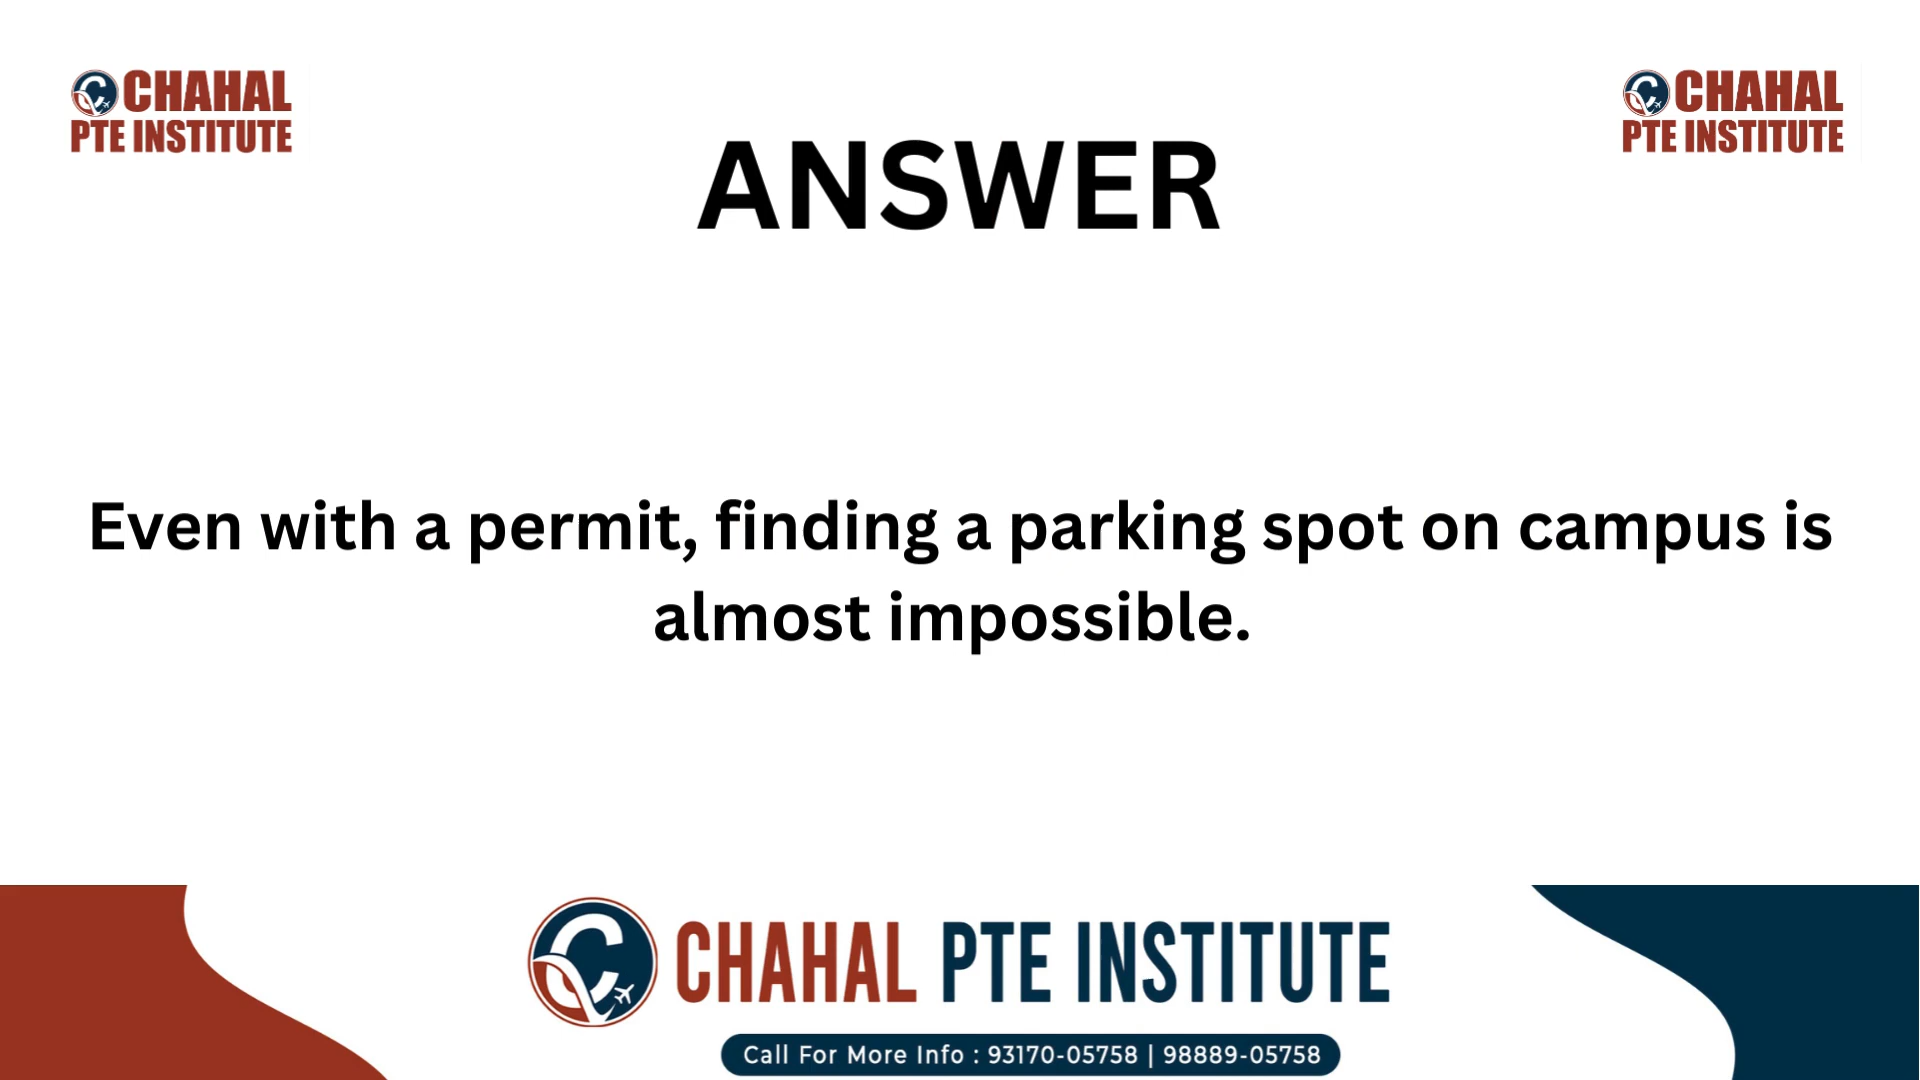 CHAHAL
PTE INSTITUTE
CHAHAL
PTE INSTITUTE
ANSWER
Even with a permit, finding a parking spot on campus is
almost impossible.
CHAHAL PTE INSTITUTE
Call For More Info : 93170-05758 | 98889-05758